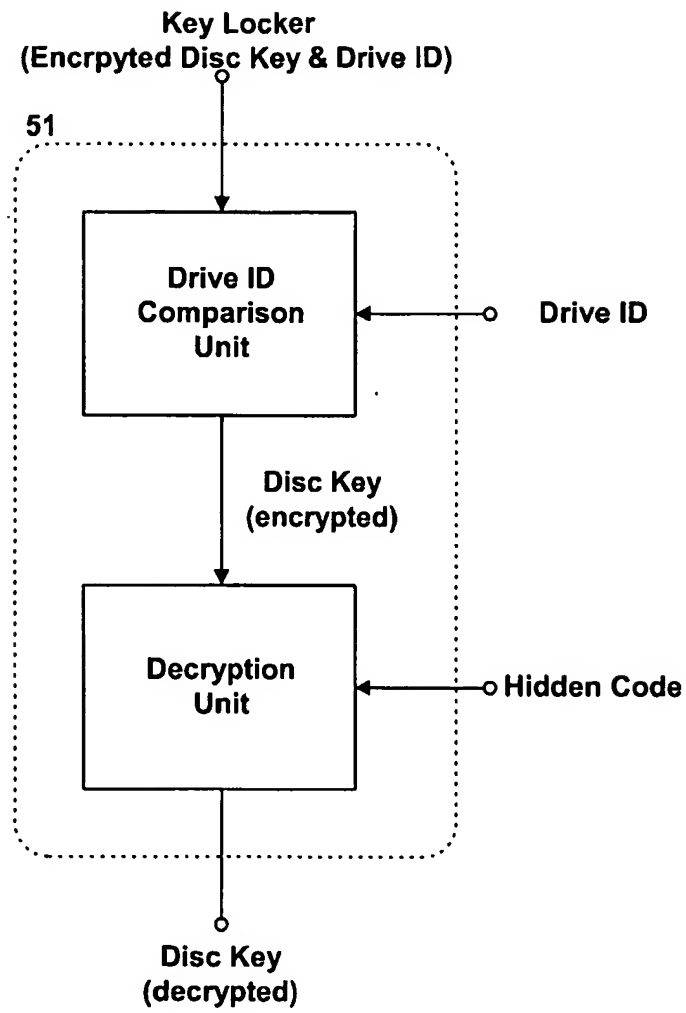 Key Locker
(Encrpyted Disc Key & Drive ID)
51
Drive ID
Comparison
Unit
Drive ID
Disc Key
(encrypted)
Decryption
Unit
Hidden Code
Disc Key
(decrypted)